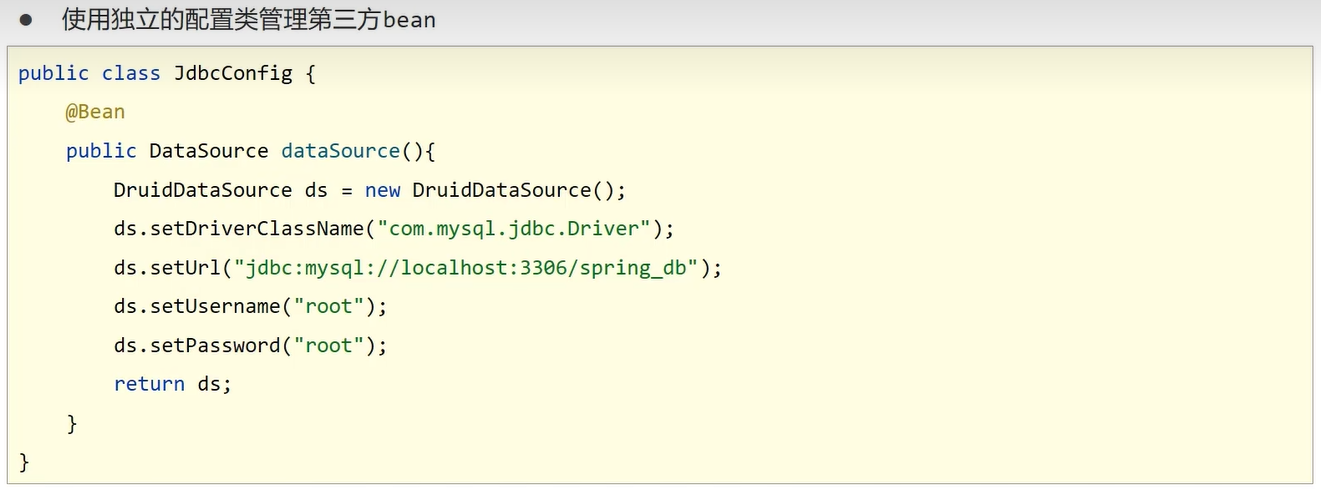 ● 使用独立的配置类管理第三方bean
public class JdbcConfig {
    @Bean
    public DataSource dataSource(){
        DruidDataSource ds = new DruidDataSource();
        ds.setDriverClassName("com.mysql.jdbc.Driver");
        ds.setUrl("jdbc:mysql://localhost:3306/spring_db");
        ds.setUsername("root");
        ds.setPassword("root");
        return ds;
    }
}